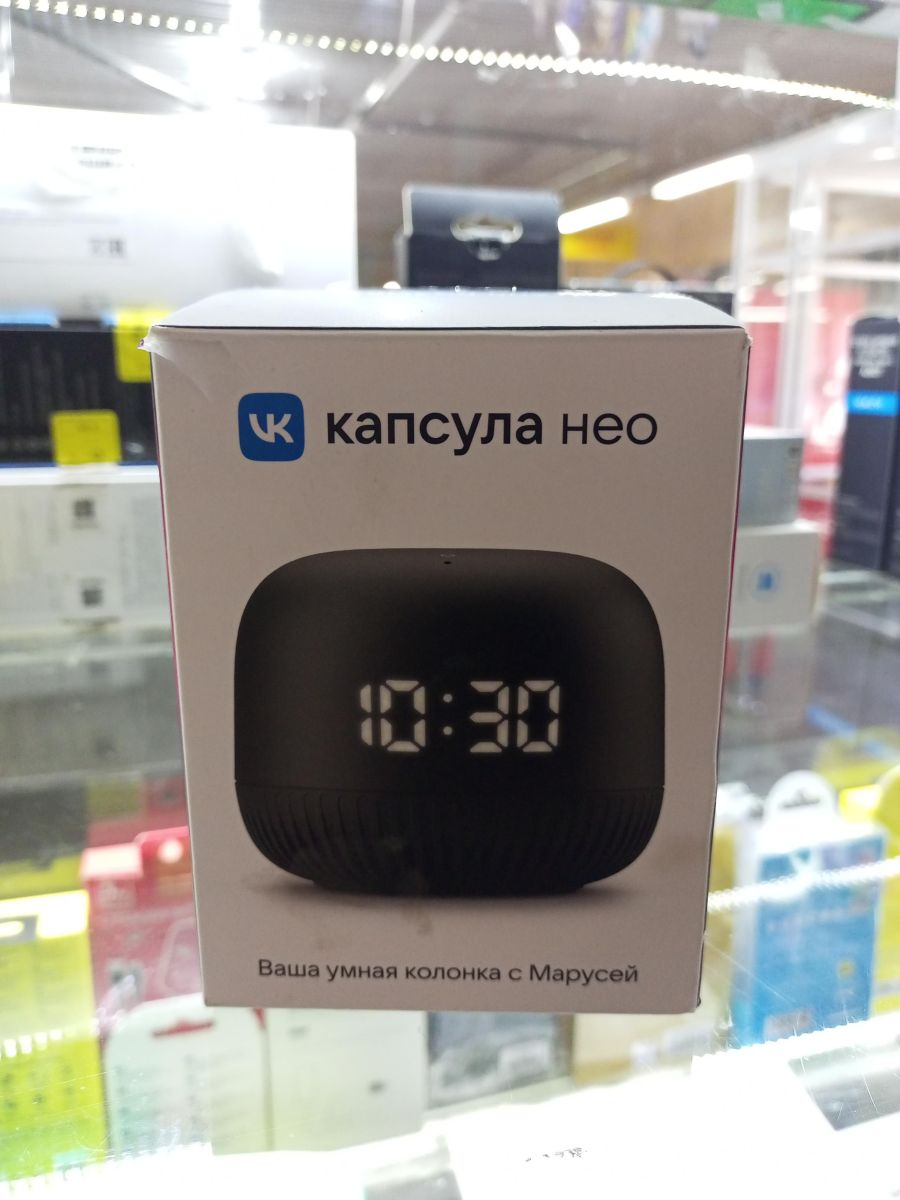 VK капсула нео
10:30
Ваша умная колонка с Марусей